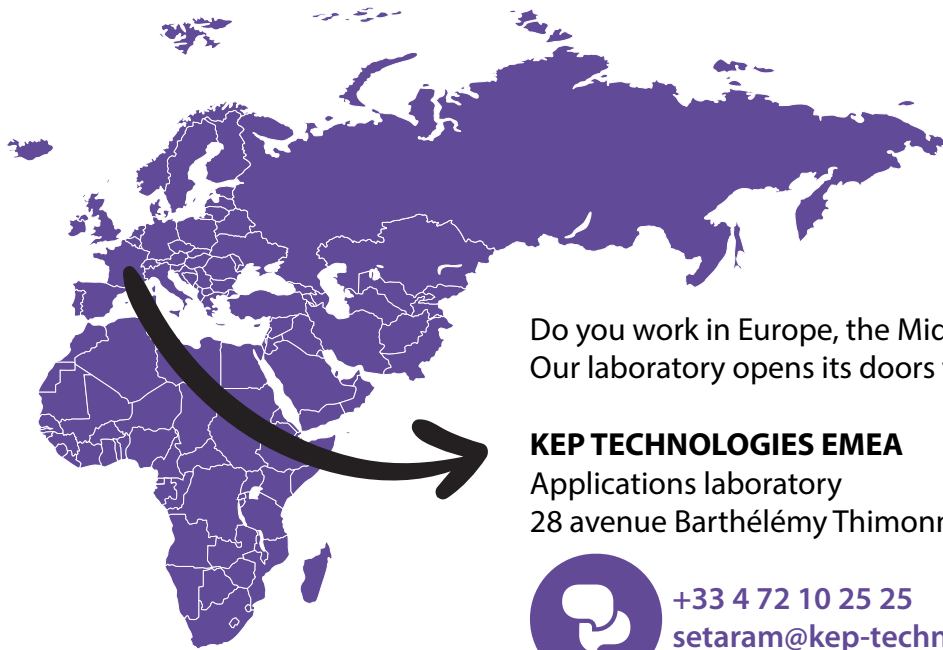 Do you work in Europe, the Mid
Our laboratory opens its doors
KEP TECHNOLOGIES EMEA
Applications laboratory
28 avenue Barthélémy Thimonn
+33 4 72 10 25 25
setaram@kep-techn